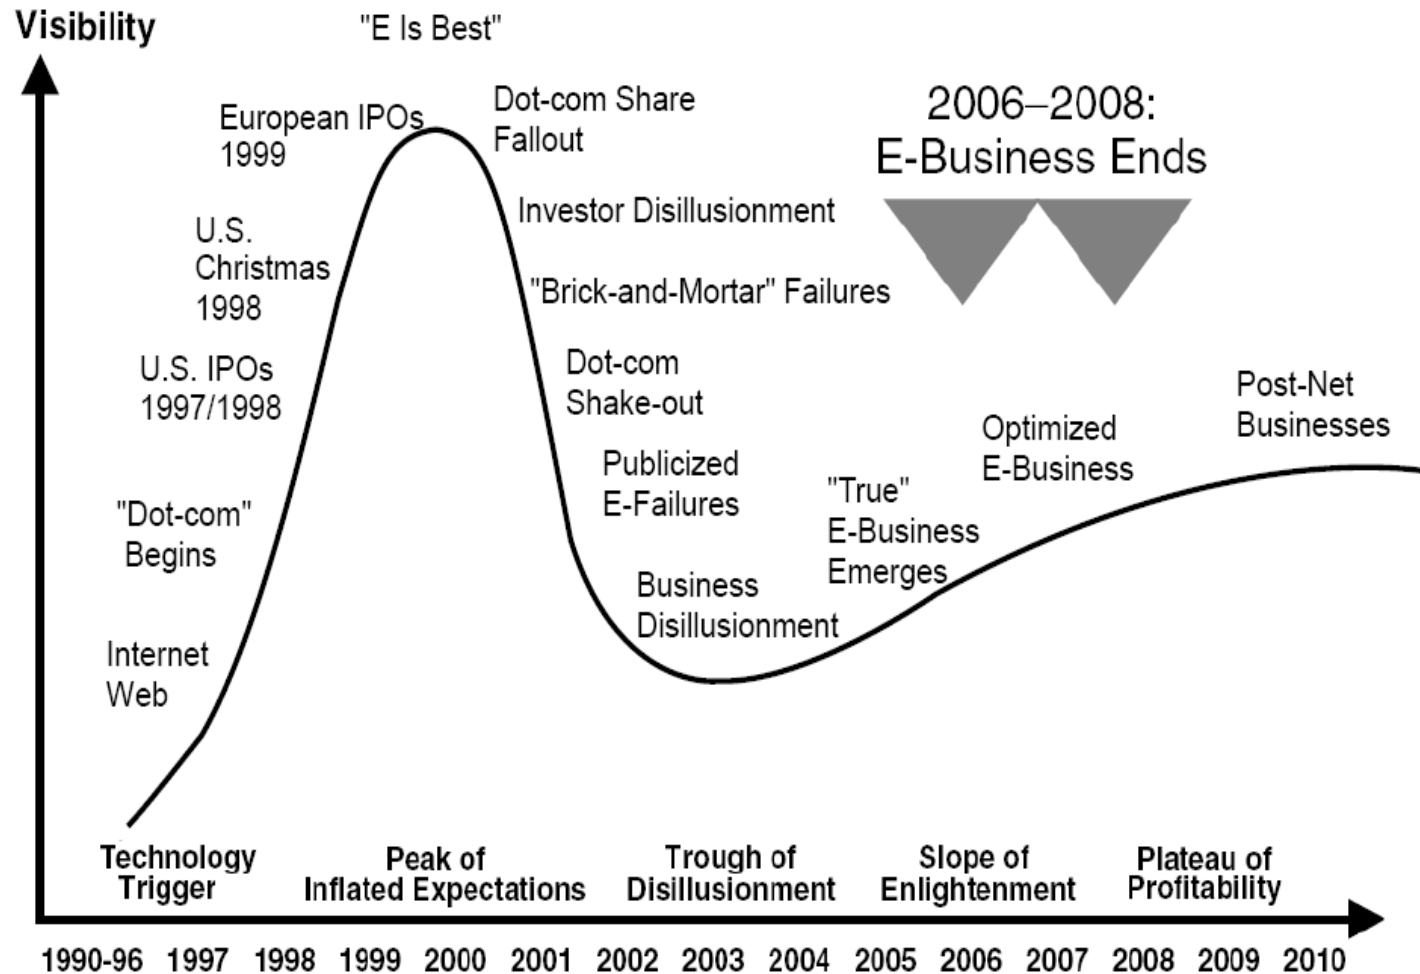 Visibility
"E Is Best"
European IPOs
1999
Dot-com Share
Fallout
2006–2008:
E-Business Ends
U.S.
Christmas
1998
Investor Disillusionment
"Brick-and-Mortar" Failures
U.S. IPOs
1997/1998
Dot-com
Shake-out
Post-Net
Businesses
Optimized
E-Business
Publicized
E-Failures
"True"
E-Business
Emerges
"Dot-com"
Begins
Business
Disillusionment
Internet
Web
Technology
Trigger
Peak of
Inflated Expectations
Trough of
Disillusionment
Slope of
Enlightenment
Plateau of
Profitability
1990-96 1997 1998 1999 2000 2001 2002 2003 2004 2005 2006 2007 2008 2009 2010